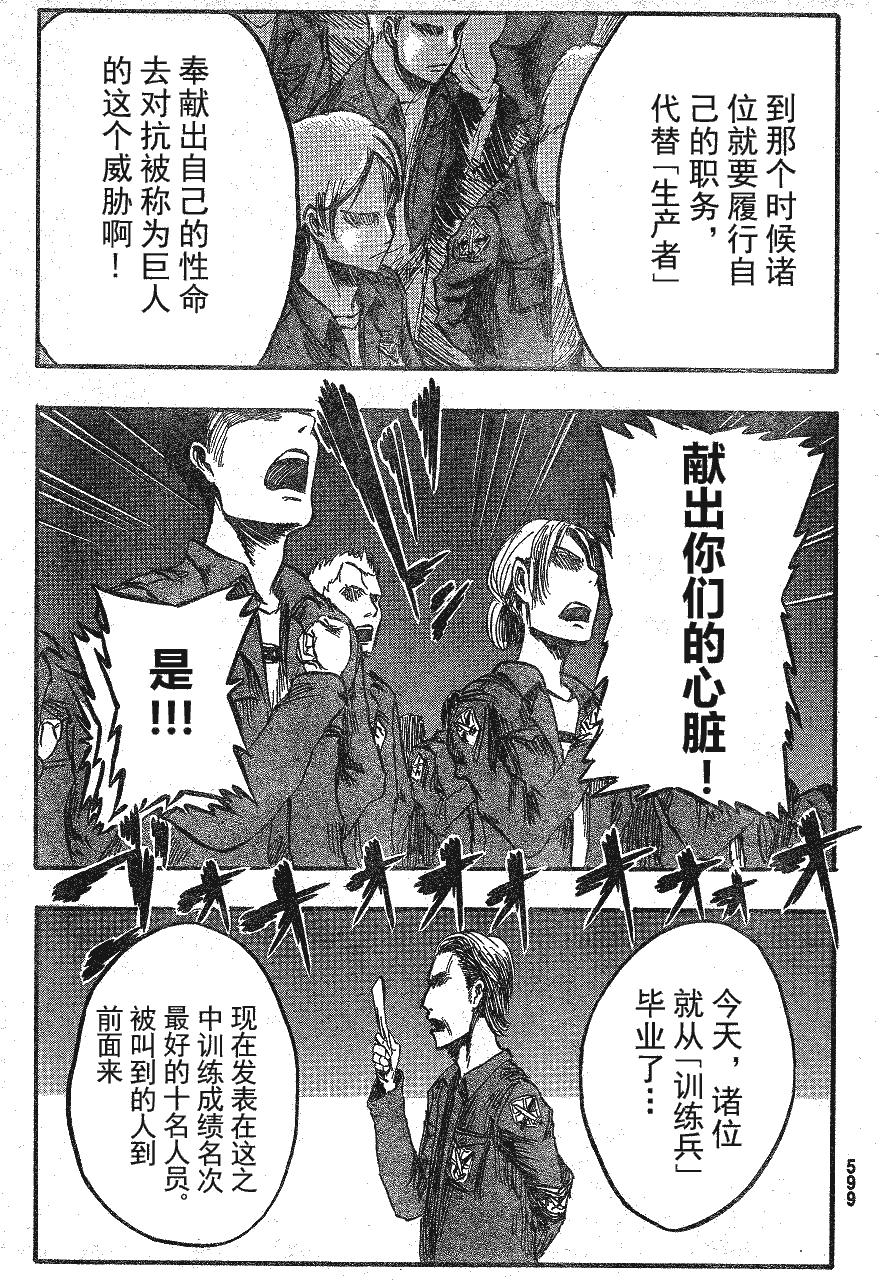 到那个时候诸
位就要履行自
己的职务，
代替「生产者」
奉献出自己的性命
去对抗被称为巨人
的这个威胁啊！
献出你们的心脏！
是!!!
今天，诸位
就从「训练兵」
毕业了…
现在发表在这之
中训练成绩名次
最好的十名人员。
被叫到的人到
前面来
599